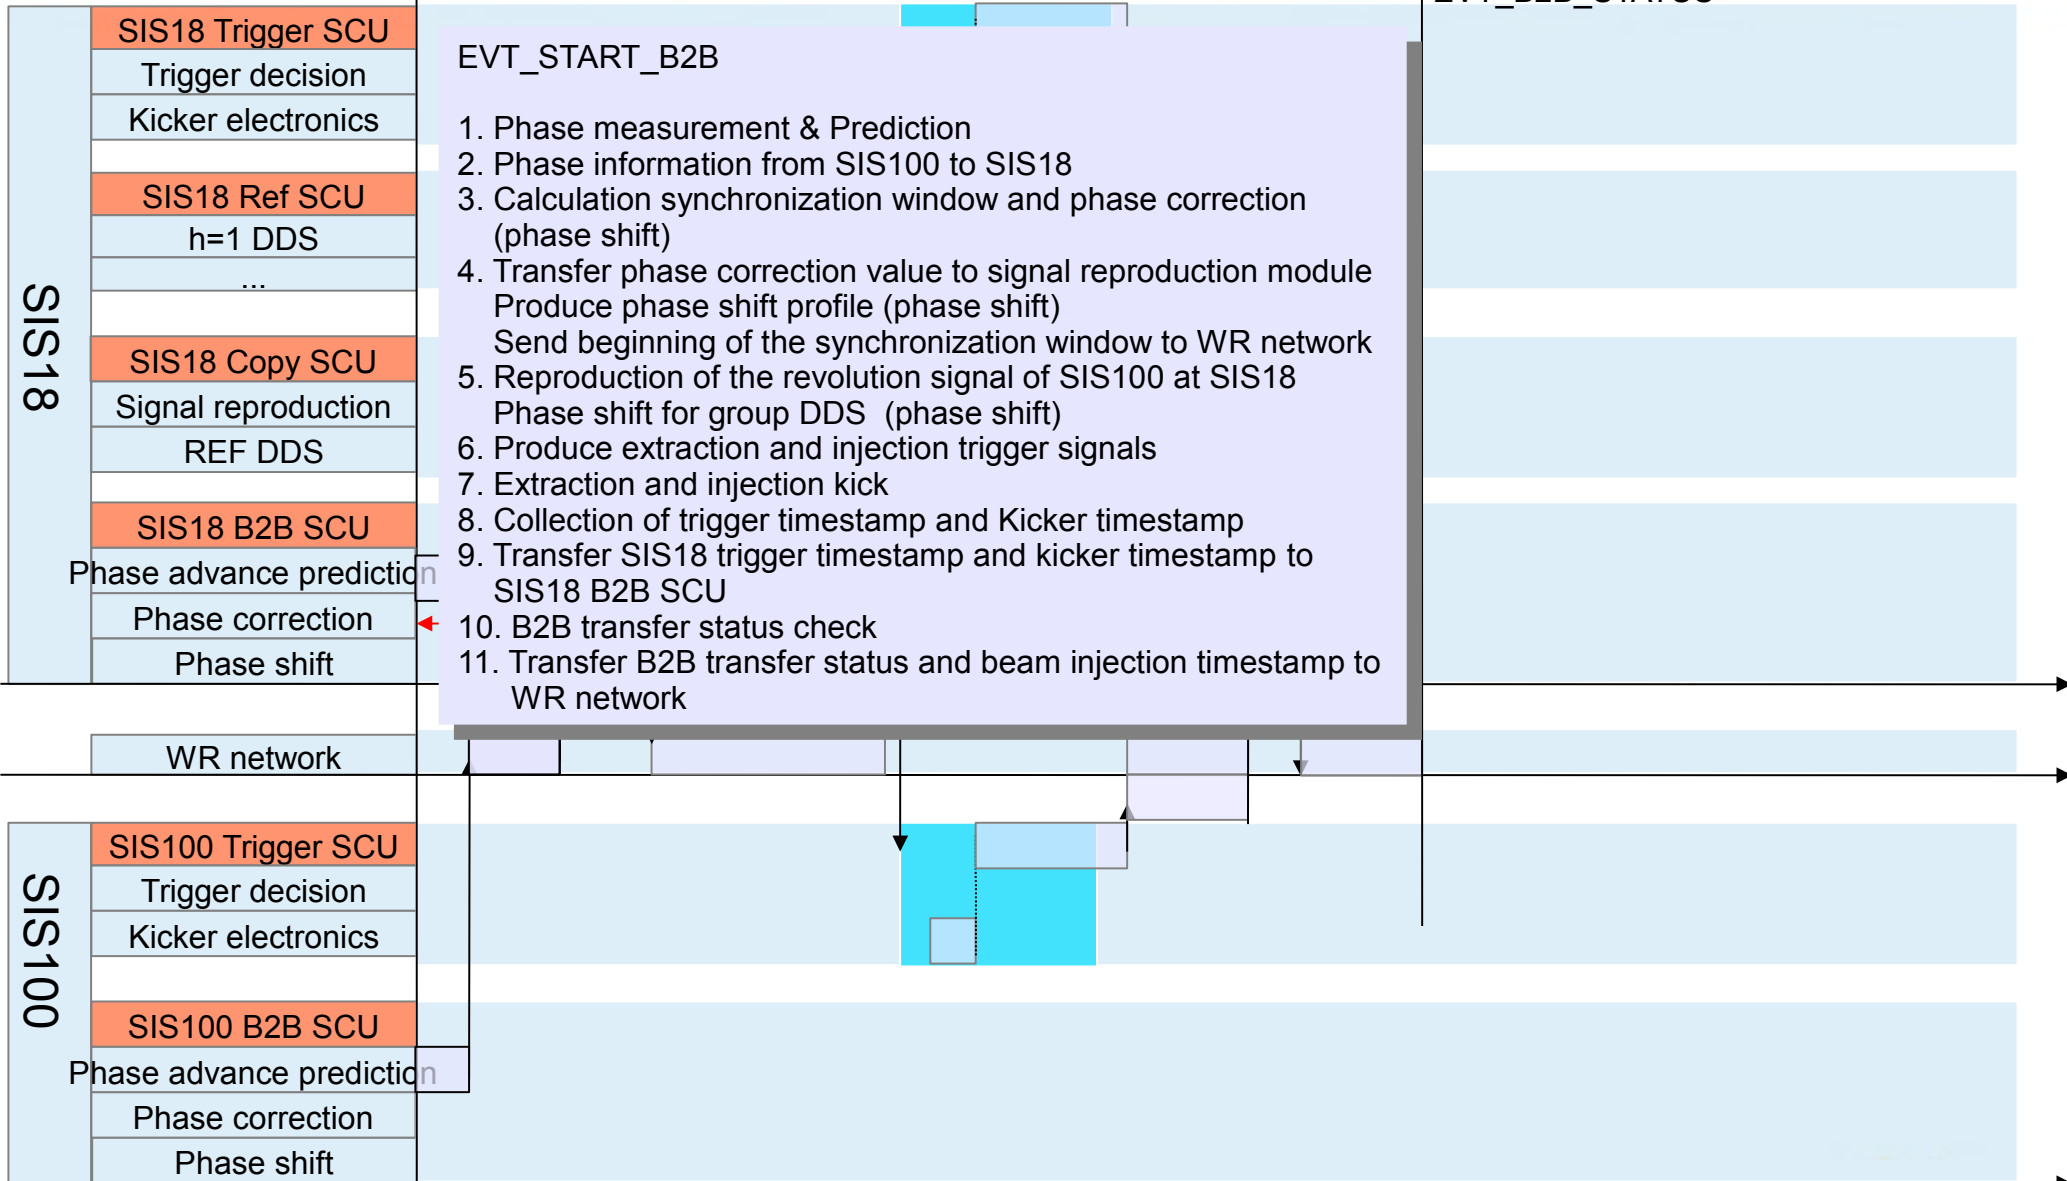 EVT_B2B_STATUS
SIS18
SIS18 Trigger SCU
Trigger decision
Kicker electronics
SIS18 Ref SCU
h=1 DDS
...
SIS18 Copy SCU
Signal reproduction
REF DDS
SIS18 B2B SCU
Phase advance prediction
Phase correction
Phase shift
EVT_START_B2B
1. Phase measurement & Prediction
2. Phase information from SIS100 to SIS18
3. Calculation synchronization window and phase correction
(phase shift)
4. Transfer phase correction value to signal reproduction module
Produce phase shift profile (phase shift)
Send beginning of the synchronization window to WR network
5. Reproduction of the revolution signal of SIS100 at SIS18
Phase shift for group DDS (phase shift)
6. Produce extraction and injection trigger signals
7. Extraction and injection kick
8. Collection of trigger timestamp and Kicker timestamp
9. Transfer SIS18 trigger timestamp and kicker timestamp to
SIS18 B2B SCU
10. B2B transfer status check
11. Transfer B2B transfer status and beam injection timestamp to
WR network
WR network
SIS100
SIS100 Trigger SCU
Trigger decision
Kicker electronics
SIS100 B2B SCU
Phase advance prediction
Phase correction
Phase shift